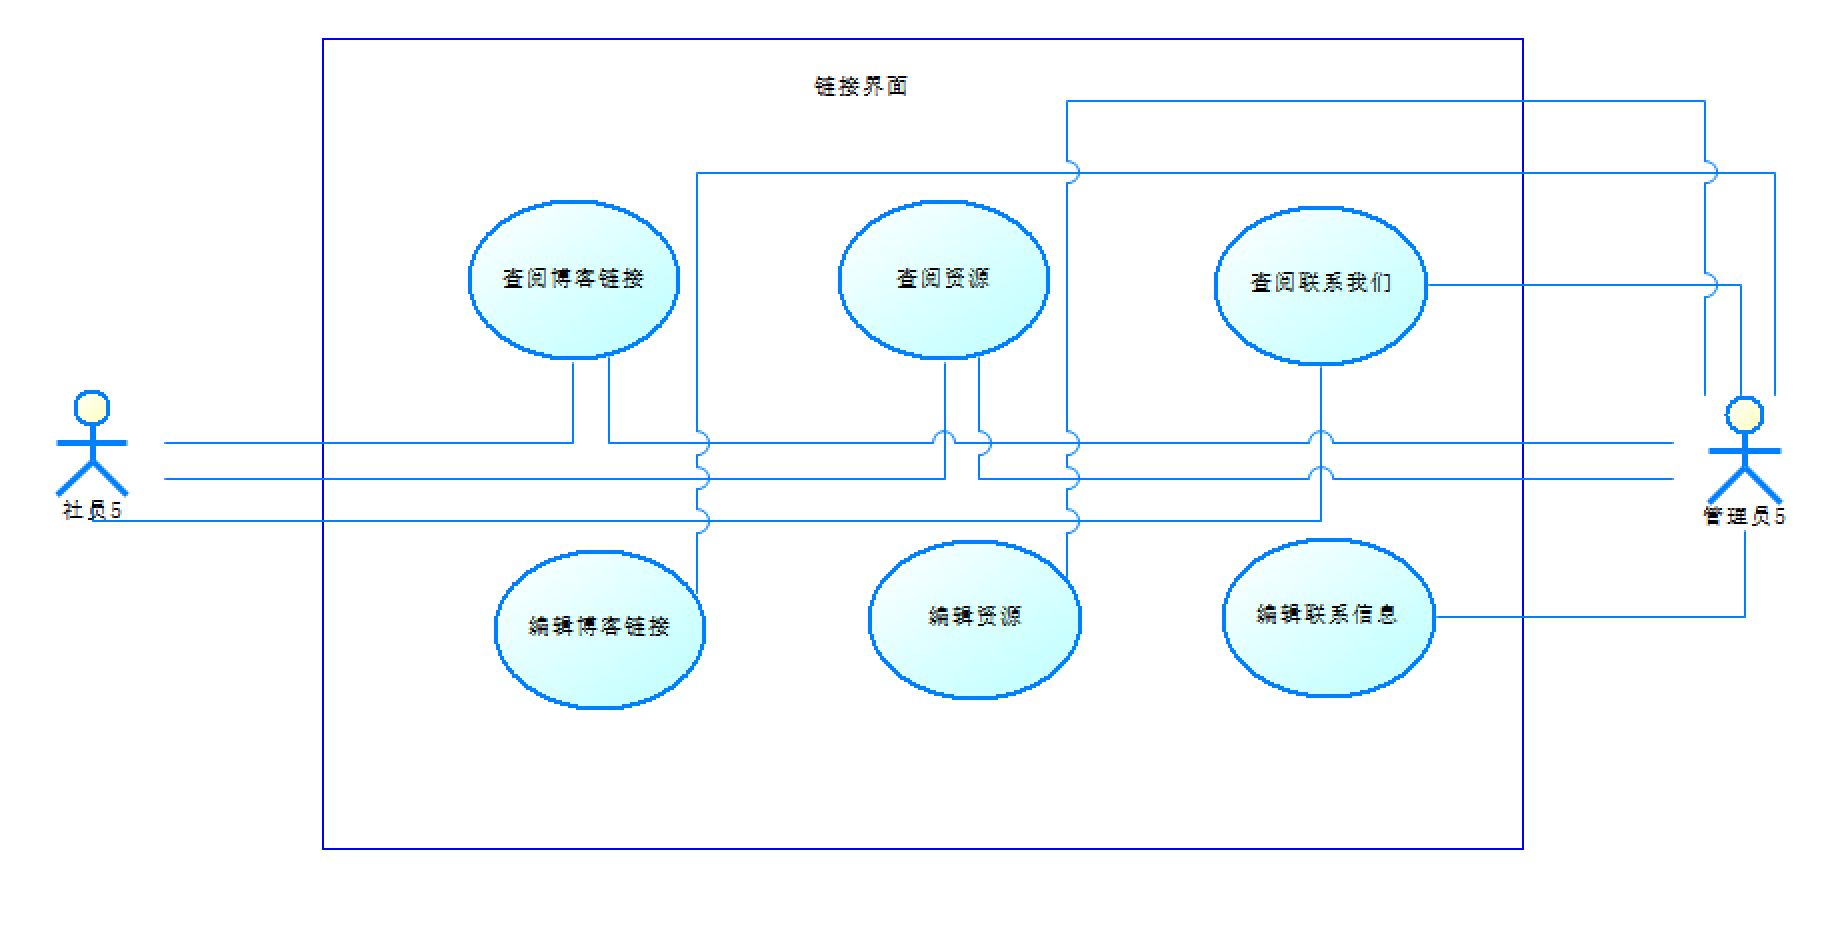 链接界面
查阅博客链接
查阅资源
查阅联系我们
社员5
管理员5
编辑博客链接
编辑资源
编辑联系信息